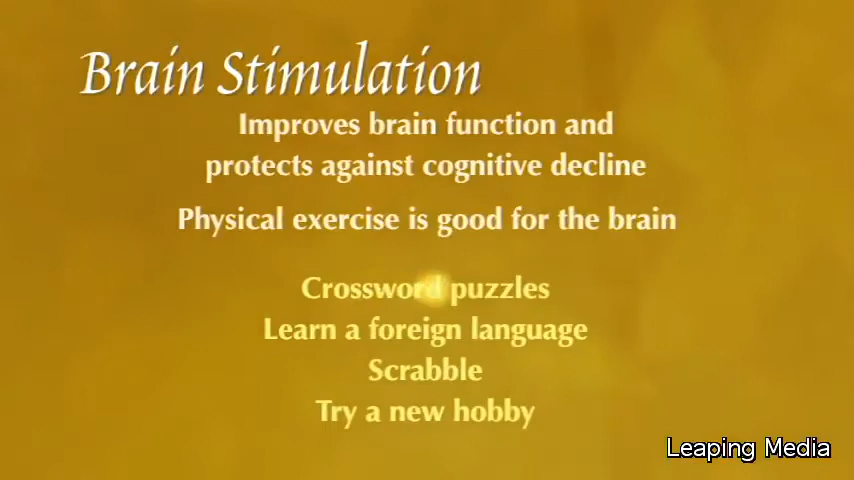 Brain Stimulation
Improves brain function and
protects against cognitive decline
Physical exercise is good for the brain
Crossword puzzles
Learn a foreign language
Scrabble
Try a new hobby
Leaping Media